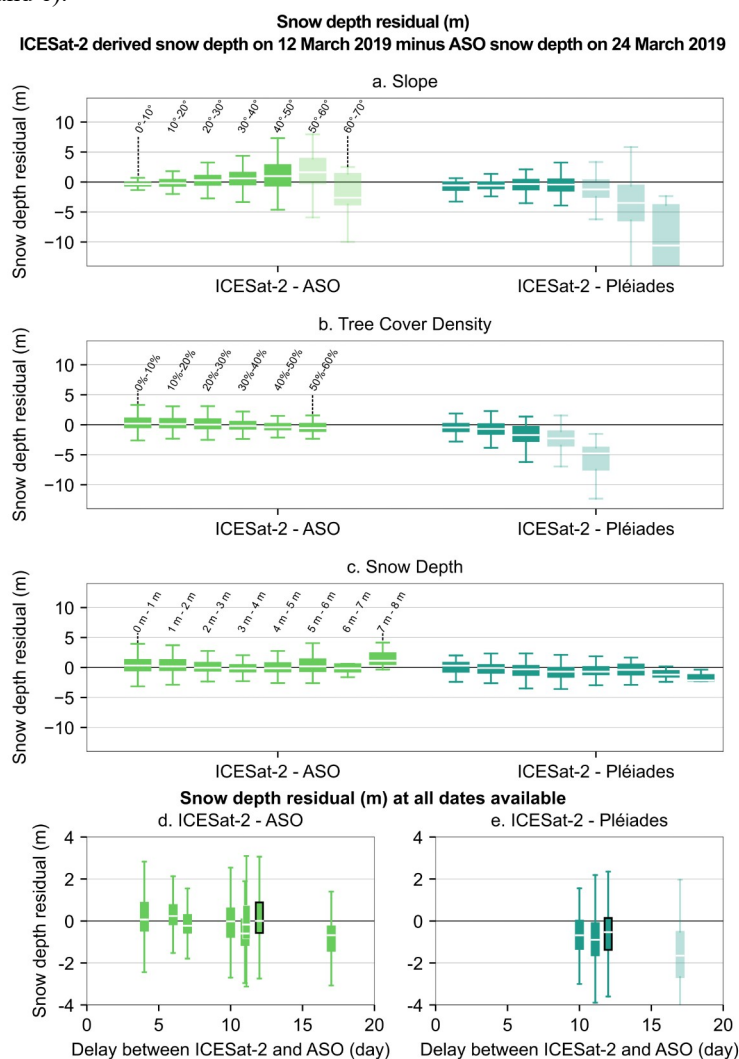 Snow depth residual (m)
ICESat-2 derived snow depth on 12 March 2019 minus ASO snow depth on 24 March 2019
a. Slope
Snow depth residual (m)
10
5
0
−5
−10
0°-10°
10°-20°
20°-30°
30°-40°
40°-50°
50°-60°
60°-70°
ICESat-2 - ASO
ICESat-2 - Pléiades
b. Tree Cover Density
Snow depth residual (m)
10
5
0
−5
−10
0%-10%
10%-20%
20%-30%
30%-40%
40%-50%
50%-60%
ICESat-2 - ASO
ICESat-2 - Pléiades
c. Snow Depth
Snow depth residual (m)
10
5
0
−5
−10
0 m - 1 m
1 m - 2 m
2 m - 3 m
3 m - 4 m
4 m - 5 m
5 m - 6 m
6 m - 7 m
7 m - 8 m
ICESat-2 - ASO
ICESat-2 - Pléiades
Snow depth residual (m) at all dates available
d. ICESat-2 - ASO
e. ICESat-2 - Pléiades
Snow depth residual (m)
4
2
0
-2
-4
0
5
10
15
20
Delay between ICESat-2 and ASO (day)
4
2
0
-2
-4
0
5
10
15
20
Delay between ICESat-2 and ASO (day)